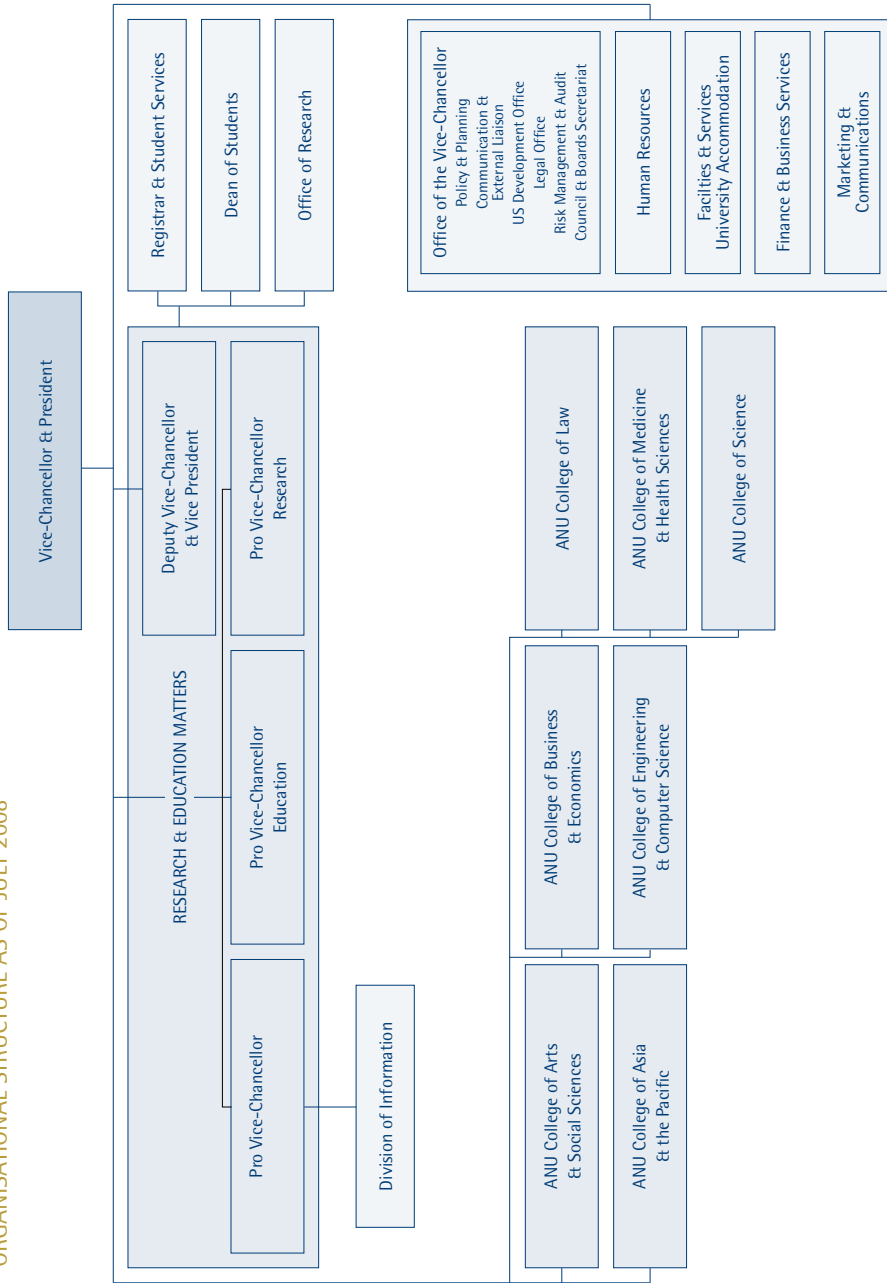 ORGANISATIONAL STRUCTURE AS OF JULY 2008
Vice-Chancellor & President
RESEARCH & EDUCATION MATTERS
Deputy Vice-Chancellor
& Vice President
Pro Vice-Chancellor
Pro Vice-Chancellor
Education
Pro Vice-Chancellor
Research
Registrar & Student Services
Dean of Students
Office of Research
Division of Information
ANU College of Arts
& Social Sciences
ANU College of Business
& Economics
ANU College of Law
ANU College of Asia
& the Pacific
ANU College of Engineering
& Computer Science
ANU College of Medicine
& Health Sciences
ANU College of Science
Office of the Vice-Chancellor
Policy & Planning
Communication &
External Liaison
US Development Office
Legal Office
Risk Management & Audit
Council & Boards Secretariat
Human Resources
Facilties & Services
University Accommodation
Finance & Business Services
Marketing &
Communications